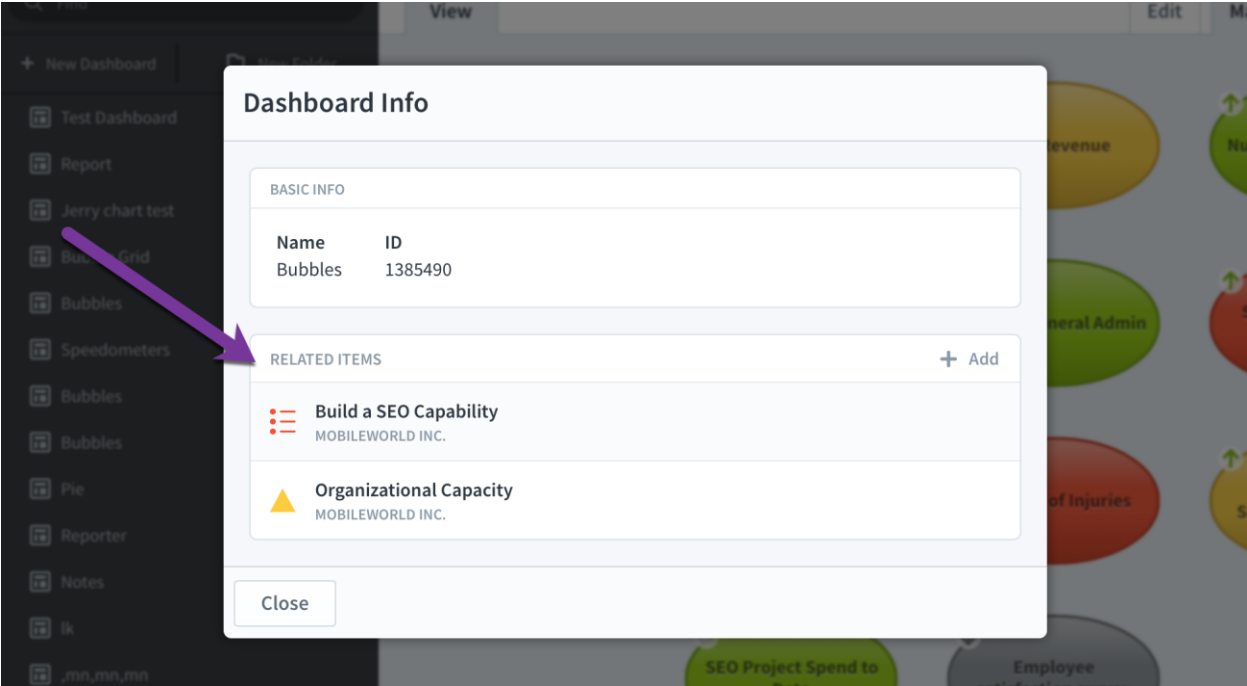 Find
View
Edit
New Dashboard
New Folder
Test Dashboard
Report
Jerry chart test
Grid
Bubbles
Speedometers
Bubbles
Bubbles
Pie
Reporter
Notes
lk
,mn,mn,mn
Dashboard Info
BASIC INFO
Name ID
Bubbles 1385490
RELATED ITEMS
Add
Build a SEO Capability
MOBILEWORLD INC.
Organizational Capacity
MOBILEWORLD INC.
Close
Revenue
Admin
of Injuries
SEO Project Spend to
Employee